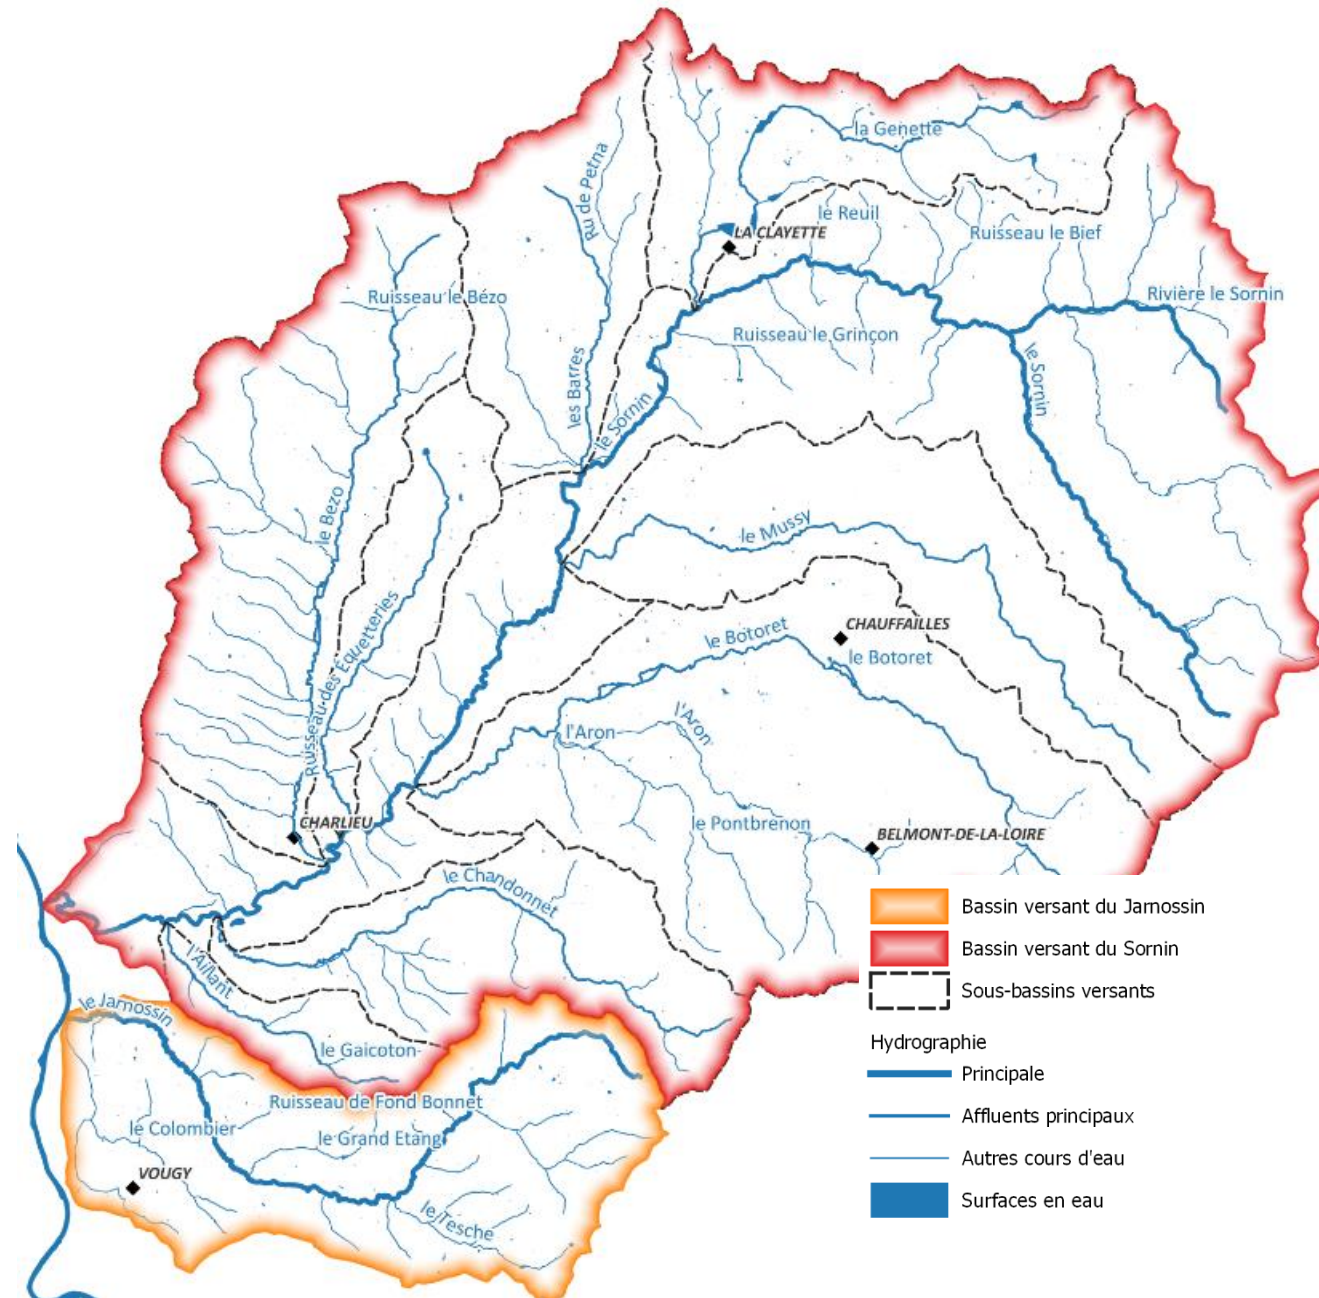 la Genette
Ru de Petna
le Reuil
LA CLAYETTE
Ruisseau le Bief
Ruisseau le Bézo
Rivière le Sornin
Ruisseau le Grinçon
les Barres
le Sornin
le Sornin
le Bezo
le Mussy
Ruisseau des Équetteries
le Botoret
CHAUFFAILLES
le Botoret
l'Aron
l'Aron
CHARLIEU
le Pontbrenon
BELMONT-DE-LA-LOIRE
le Chandonnet
l'Aillant
le Jarnossin
le Gaicoton
Ruisseau de Fond Bonnet
le Colombier
le Grand Etang
VOUGY
le Tesche
Bassin versant du Jarnossin
Bassin versant du Sornin
Sous-bassins versants
Hydrographie
Principale
Affluents principaux
Autres cours d'eau
Surfaces en eau